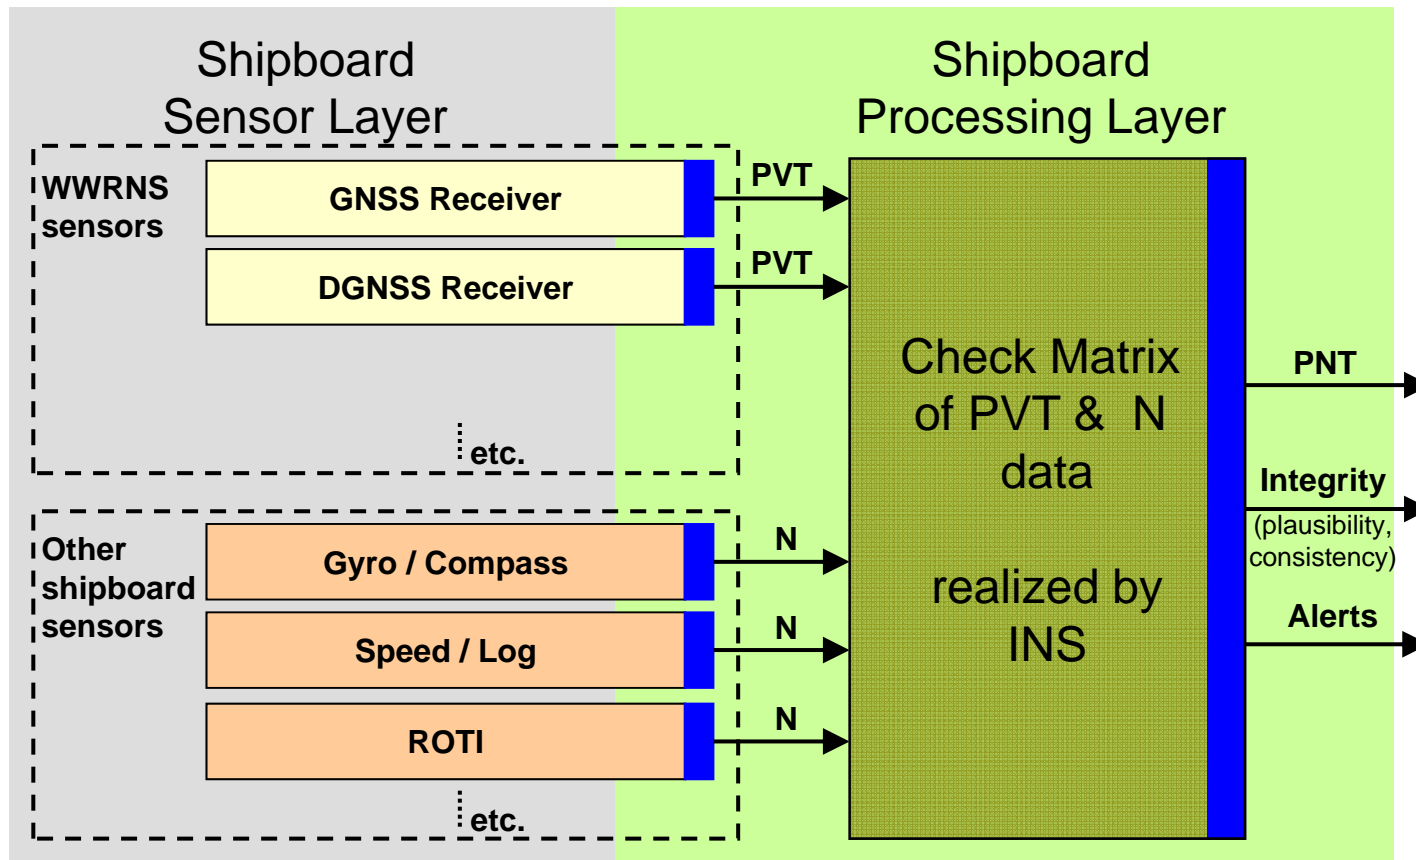 Shipboard
Sensor Layer
Shipboard
Processing Layer
WWRNS
sensors
GNSS Receiver
PVT
DGNSS Receiver
PVT
etc.
Other
shipboard
sensors
Gyro / Compass
N
Speed / Log
N
ROTI
N
etc.
Check Matrix
of PVT & N
data
realized by
INS
PNT
Integrity
(plausibility,
consistency)
Alerts